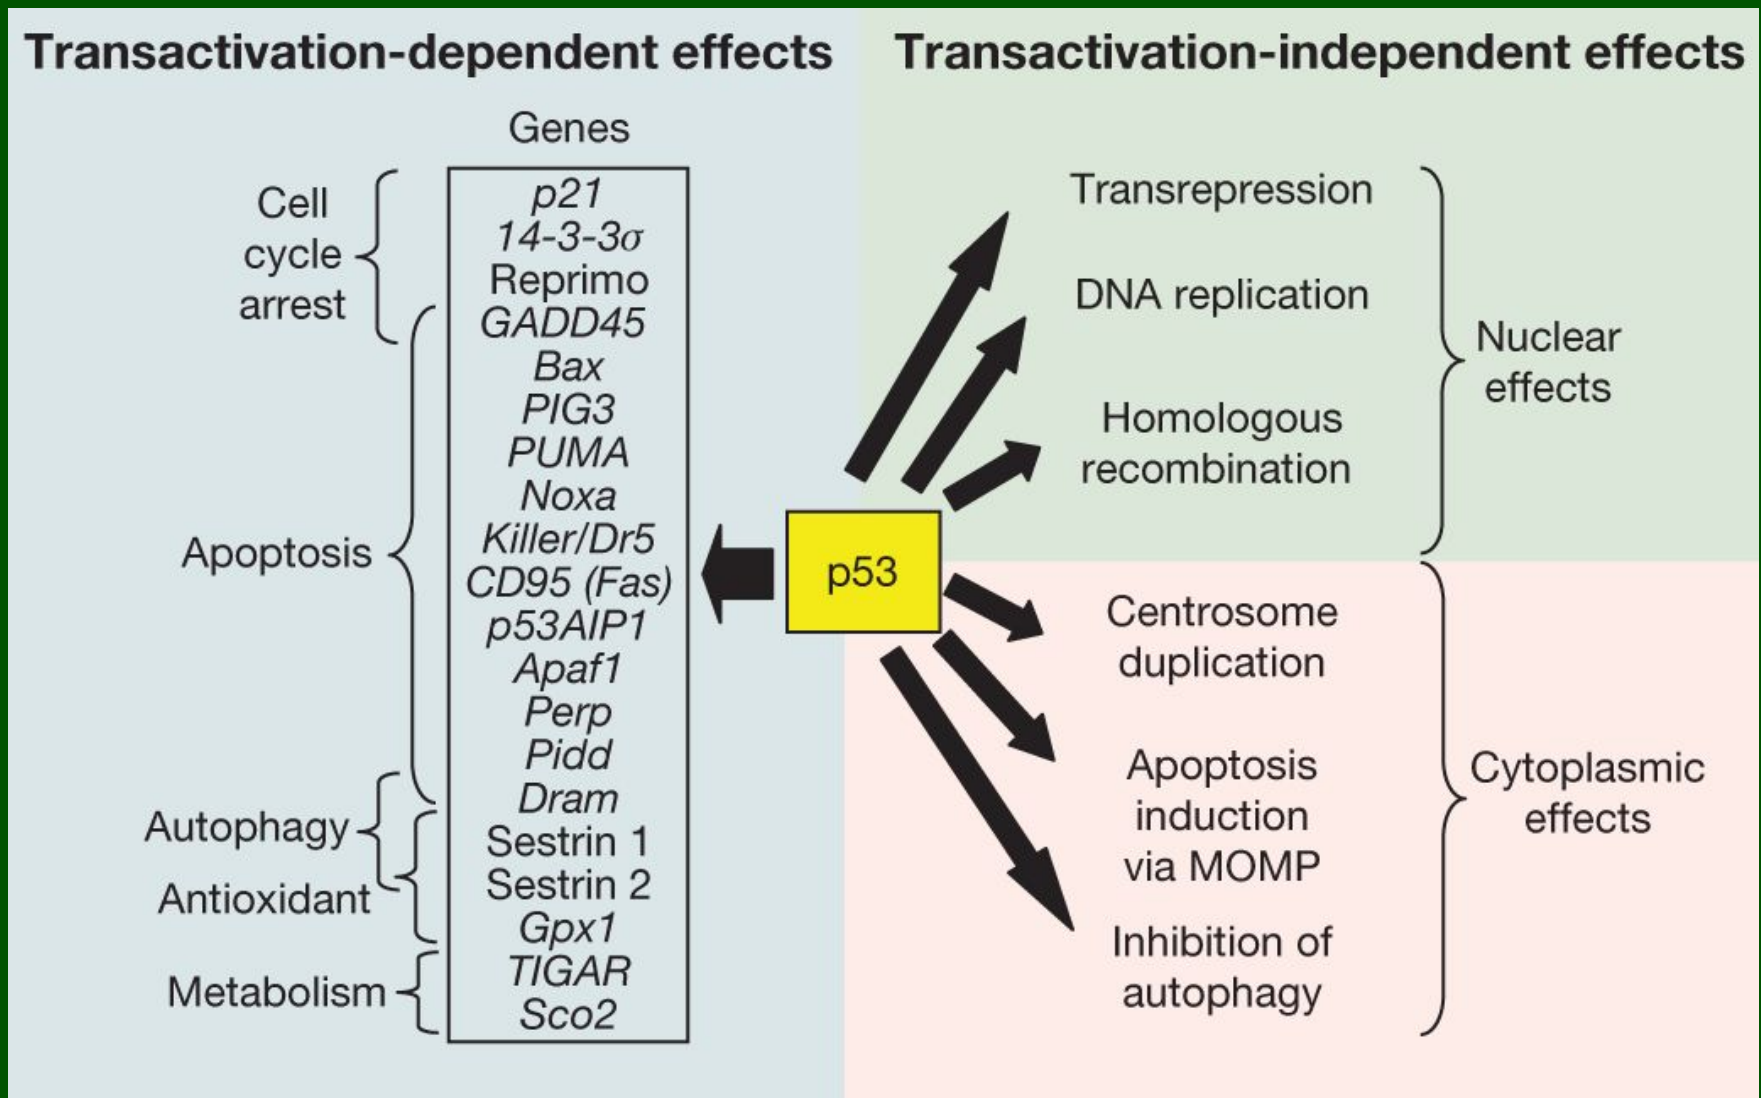 Transactivation-dependent effects
Genes
Cell
cycle
arrest
Apoptosis
Autophagy
Antioxidant
Metabolism
p21
14-3-3σ
Reprimo
GADD45
Bax
PIG3
PUMA
Noxa
Killer/Dr5
CD95 (Fas)
p53AIP1
Apaf1
Perp
Pidd
Dram
Sestrin 1
Sestrin 2
Gpx1
TIGAR
Sco2
p53
Transactivation-independent effects
Transrepression
DNA replication
Homologous
recombination
Nuclear
effects
Centrosome
duplication
Apoptosis
induction
via MOMP
Inhibition of
autophagy
Cytoplasmic
effects